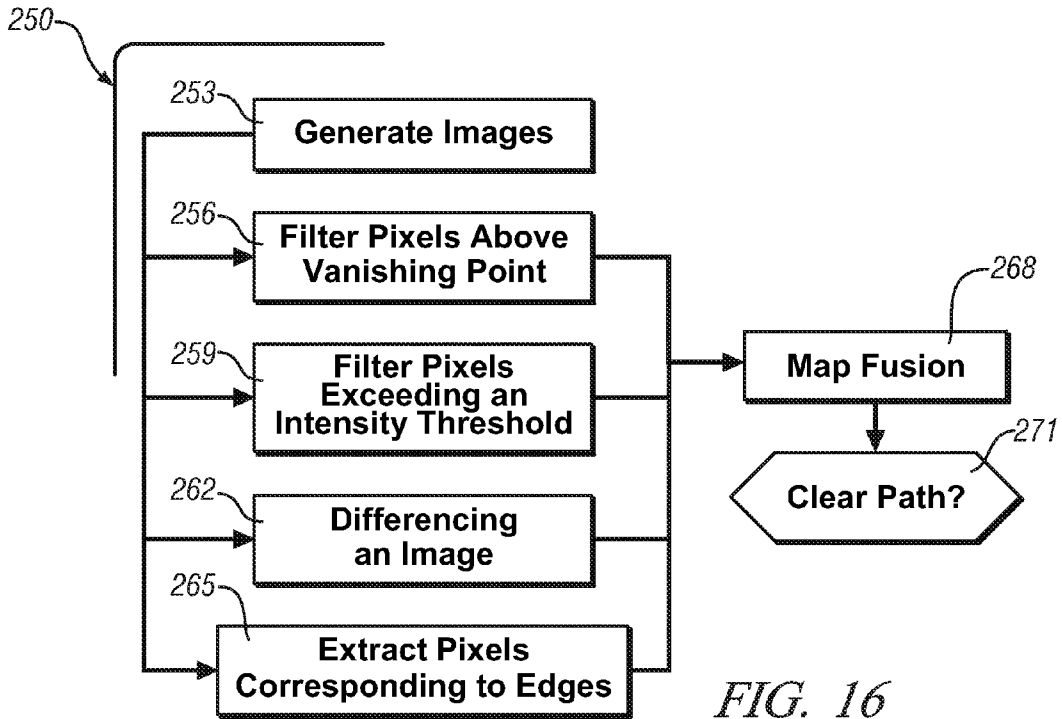 250
253
Generate Images
256
Filter Pixels Above
Vanishing Point
259
Filter Pixels
Exceeding an
Intensity Threshold
262
Differencing
an Image
265
Extract Pixels
Corresponding to Edges
268
Map Fusion
271
Clear Path?
FIG. 16